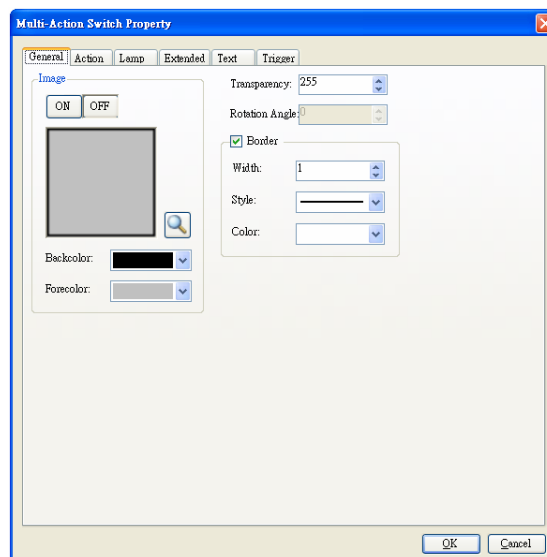 Multi-Action Switch Property
General Action Lamp Extended Text Trigger
Image
ON OFF
Backcolor:
Forecolor:
Transparency: 255
Rotation Angle: 0
Border
Width: 1
Style:
Color:
OK Cancel